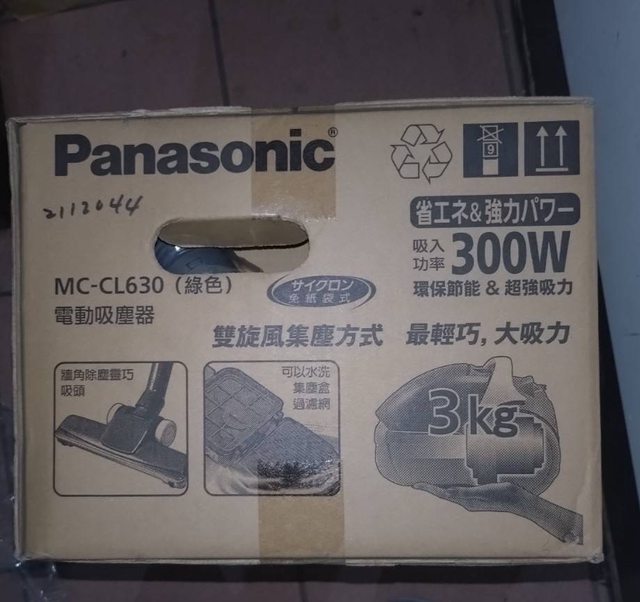 Panasonic®
9
2112044
省エネ&強力パワー
吸入
功率
300W
環保節能 & 超強吸力
MC-CL630 (綠色)
電動吸塵器
サイクロン
免紙袋式
雙旋風集塵方式 最輕巧, 大吸力
牆角除塵靈巧
吸頭
可以水洗
集塵盒
過濾網
3kg